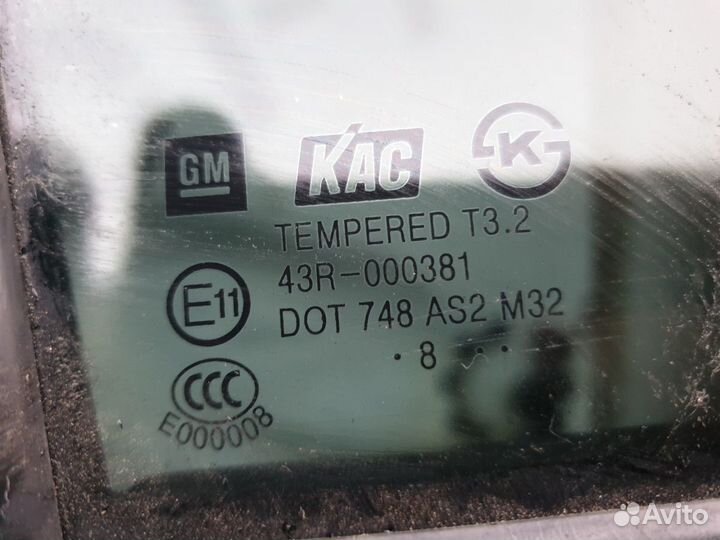 GM KAC K
TEMPERED T3.2
43R-000381
E11
DOT 748 AS2 M32
. 8 . .
CCC
E000008
Avito